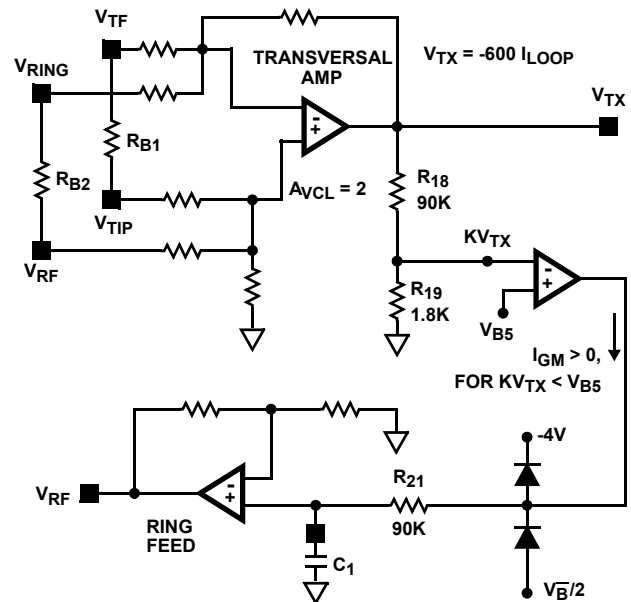 V_TF
TRANSVERSAL
AMP
V_TX = -600 I_LOOP
V_RING
V_TX
-
+
R_B1
R_B2
A_VCL = 2
R_18
90K
V_TIP
V_RF
KV_TX
-
+
R_19
1.8K
V_B5
I_GM > 0,
FOR KV_TX < V_B5
-4V
R_21
90K
-
+
V_RF
RING
FEED
C_1
V_B̅/2